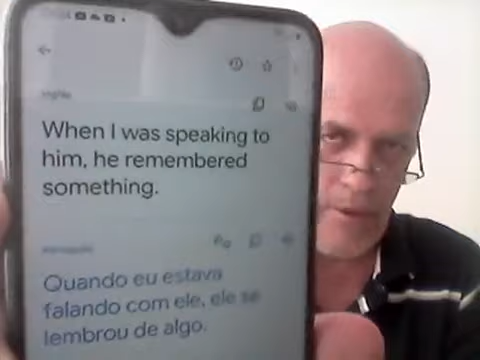 When I was speaking to
him, he remembered
something.
Quando eu estava
falando com ele, ele se
lembrou de algo.